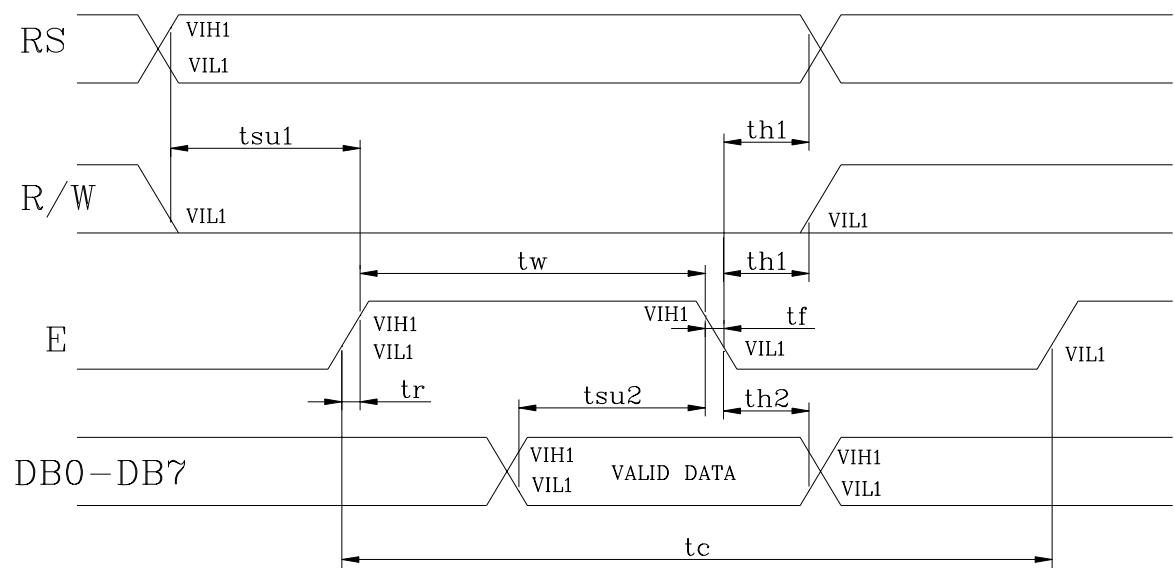 RS
VIH1
VIL1
tsu1
th1
R/W
VIL1
VIL1
tw
th1
E
VIH1
VIL1
VIH1
tf
VIL1
VIL1
tr
tsu2
th2
DB0-DB7
VIH1
VIL1
VALID DATA
VIH1
VIL1
tc